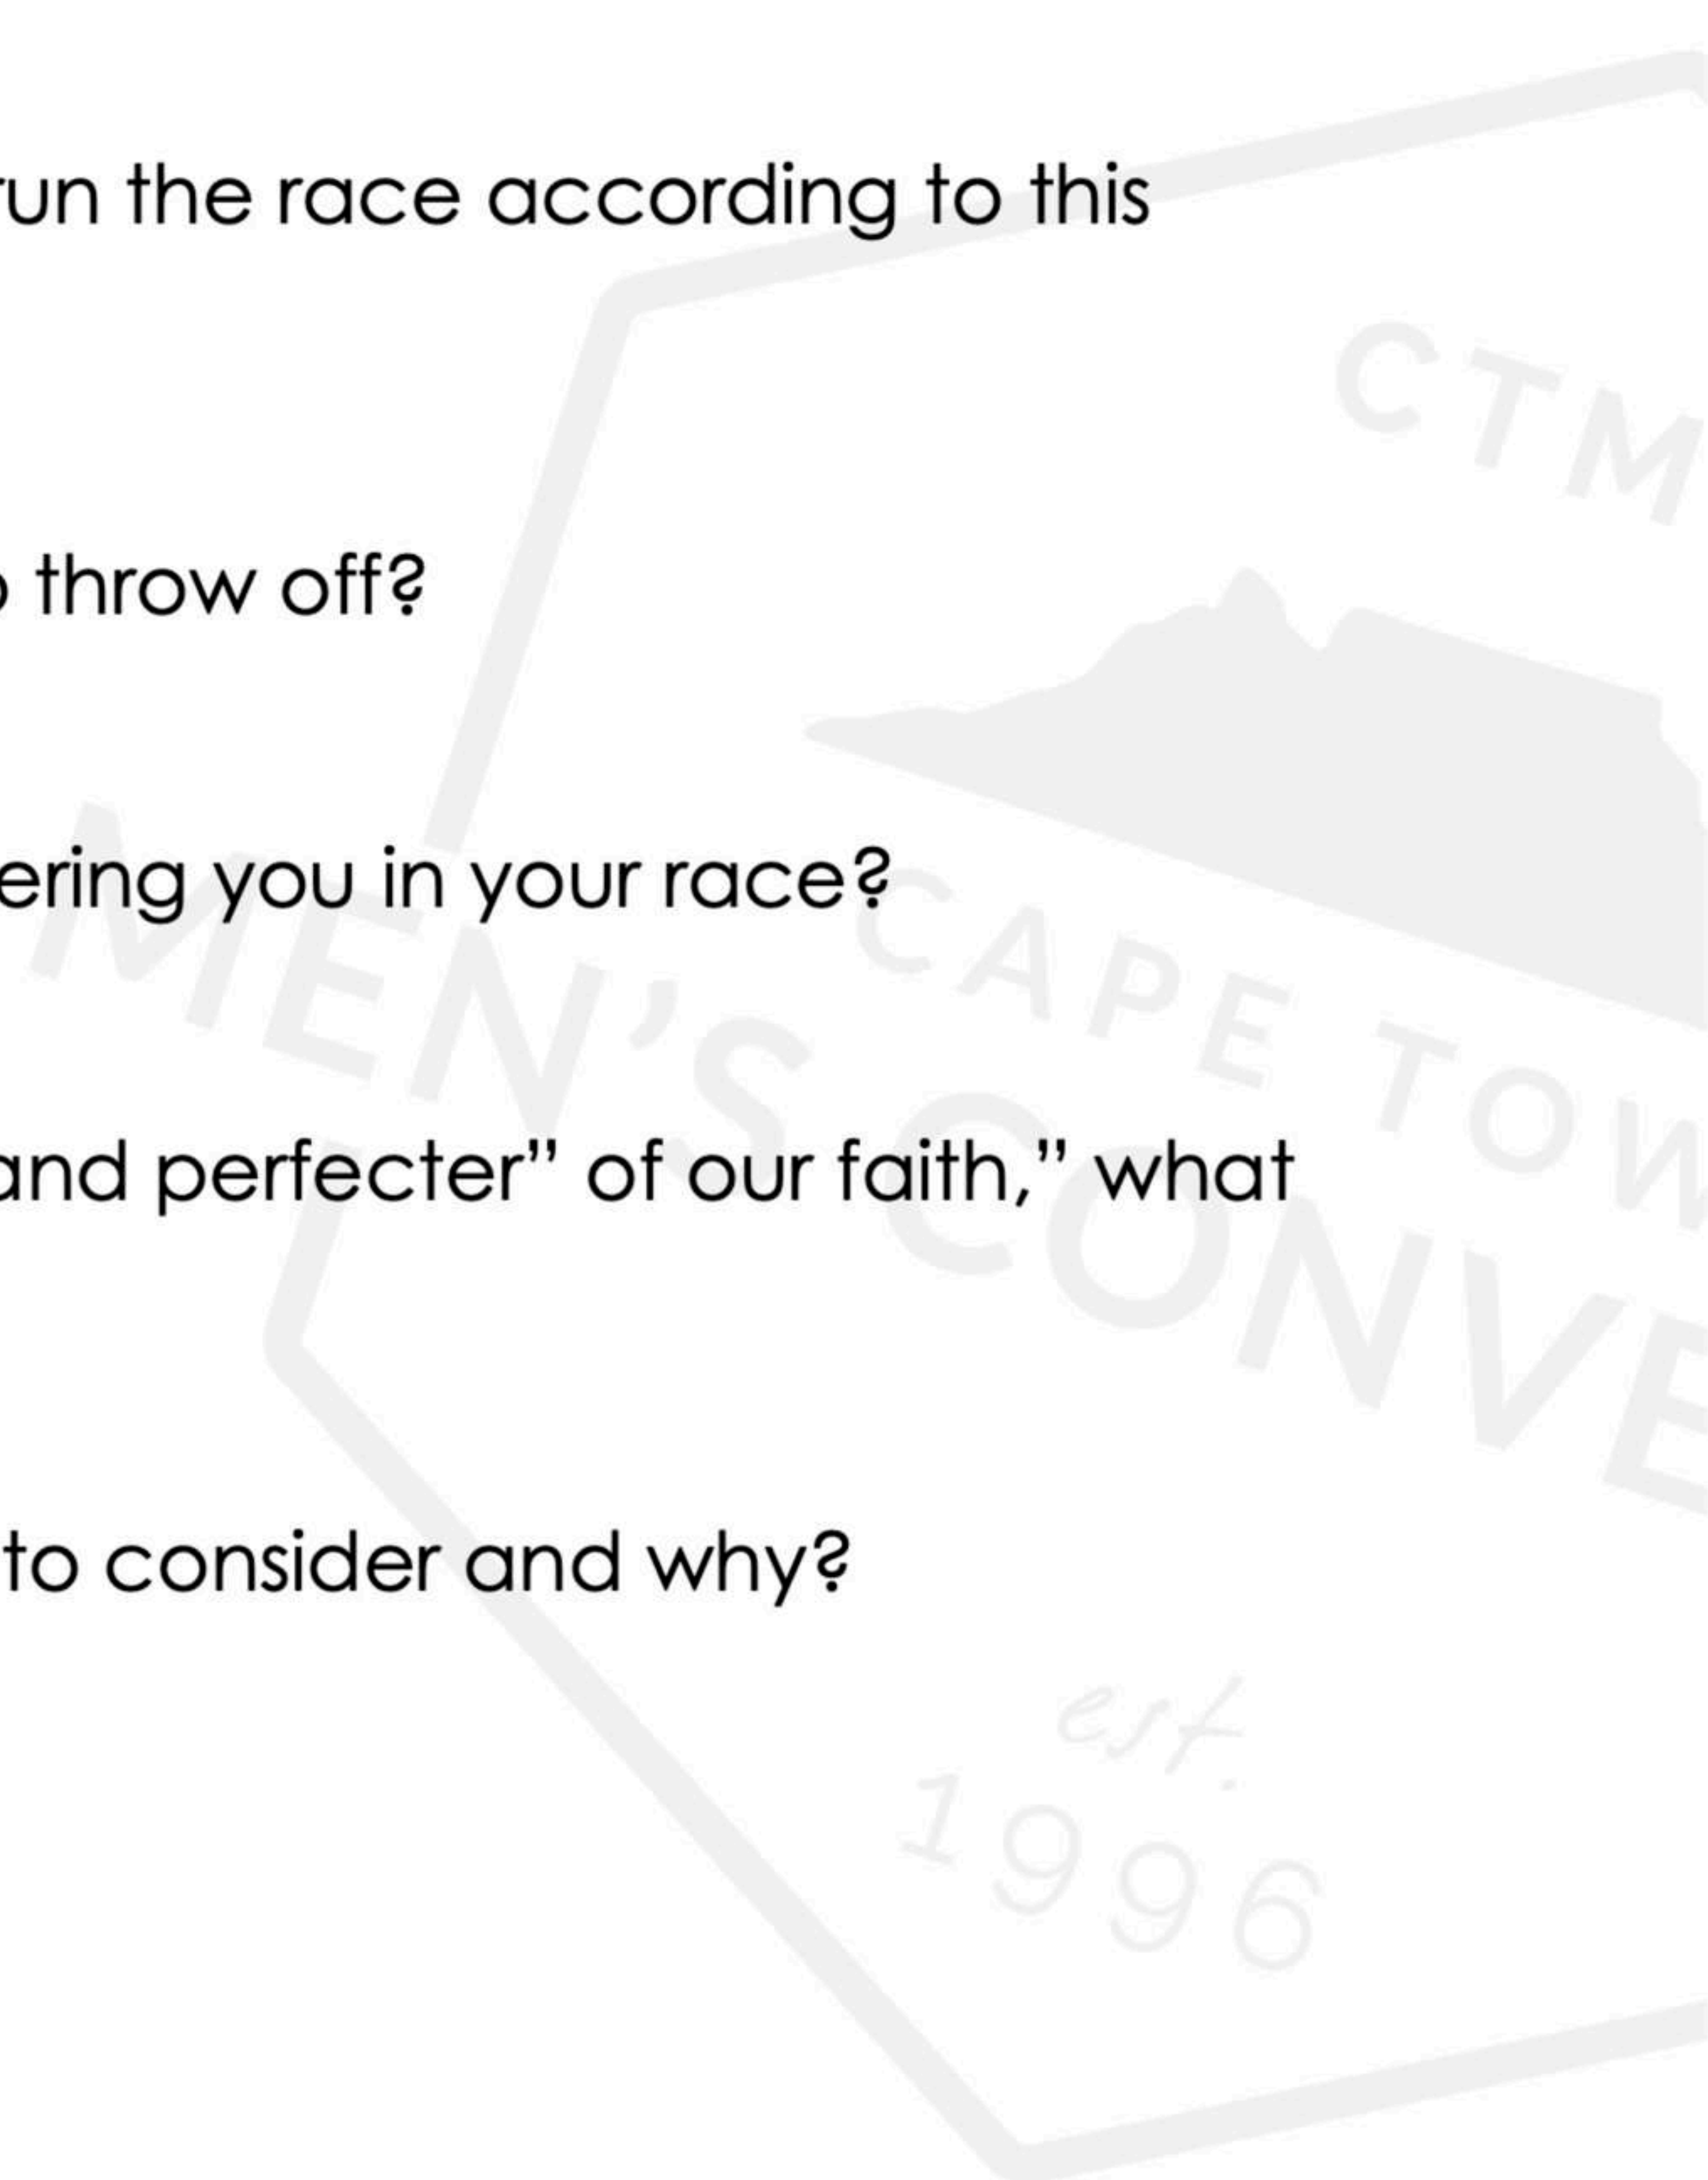 un the race according to this
throw off?
ering you in your race?
and perfecter” of our faith,” what
to consider and why?
CTM
CAPE TOW
MEN’S CONVE
est.
1996